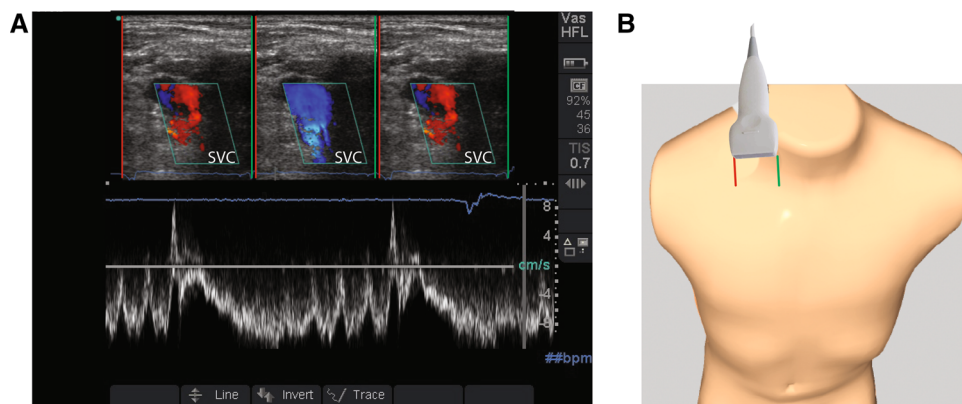 A
B
Vas
HFL
CF
92%
45
36
TIS
0.7
SVC
SVC
SVC
8
4
cm/s
-4
##bpm
Line
Invert
Trace